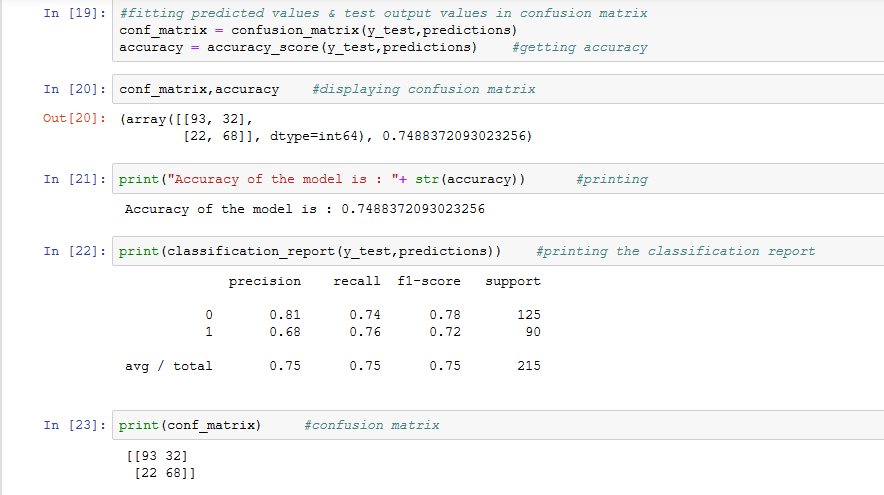 In [19]: #fitting predicted values & test output values in confusion matrix
conf_matrix = confusion_matrix(y_test,predictions)
accuracy = accuracy_score(y_test,predictions)    #getting accuracy
In [20]: conf_matrix,accuracy    #displaying confusion matrix
Out[20]: (array([[93, 32],
[22, 68]], dtype=int64), 0.7488372093023256)
In [21]: print("Accuracy of the model is : "+ str(accuracy))      #printing
Accuracy of the model is : 0.7488372093023256
In [22]: print(classification_report(y_test,predictions))    #printing the classification report
precision    recall  f1-score   support
0       0.81      0.74      0.78       125
1       0.68      0.76      0.72        90
avg / total       0.75      0.75      0.75       215
In [23]: print(conf_matrix)     #confusion matrix
[[93 32]
[22 68]]